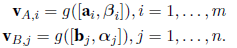 v_{A,i} = g([a_i, β_i]), i = 1, . . . , m
v_{B,j} = g([b_j, α_j]), j = 1, . . . , n.